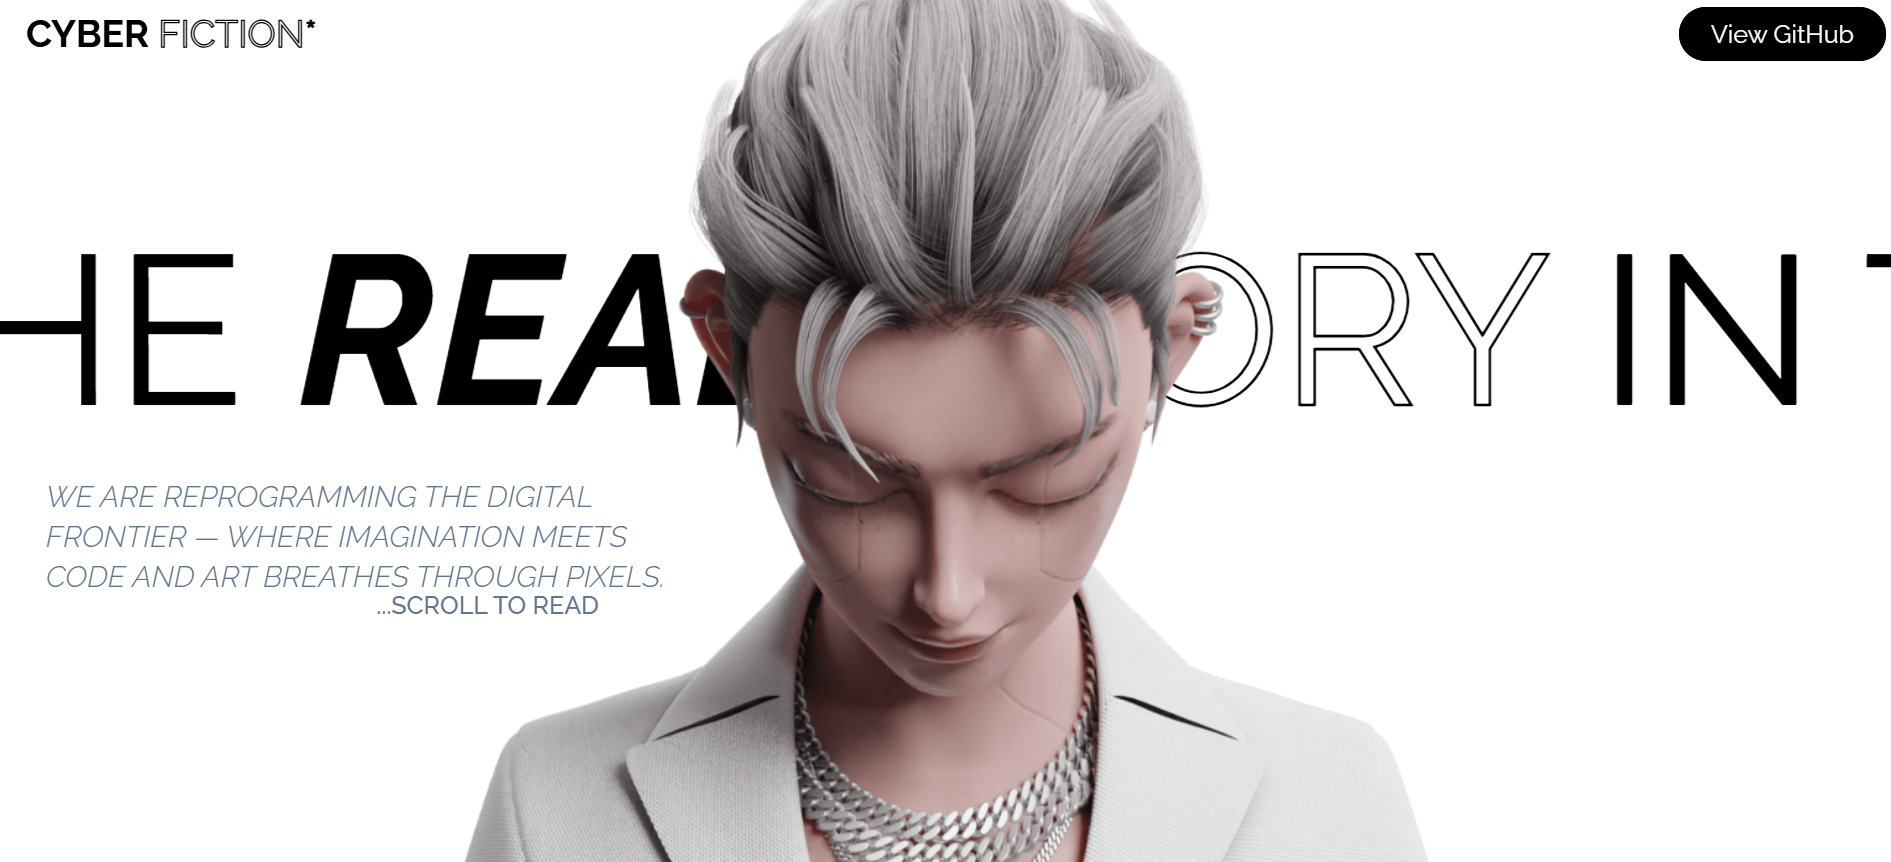 CYBER FICTION*
View GitHub
HE REA ORY IN
WE ARE REPROGRAMMING THE DIGITAL
FRONTIER — WHERE IMAGINATION MEETS
CODE AND ART BREATHES THROUGH PIXELS.
...SCROLL TO READ